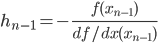 h_{n-1} = -\frac{f(x_{n-1})}{df/dx(x_{n-1})}